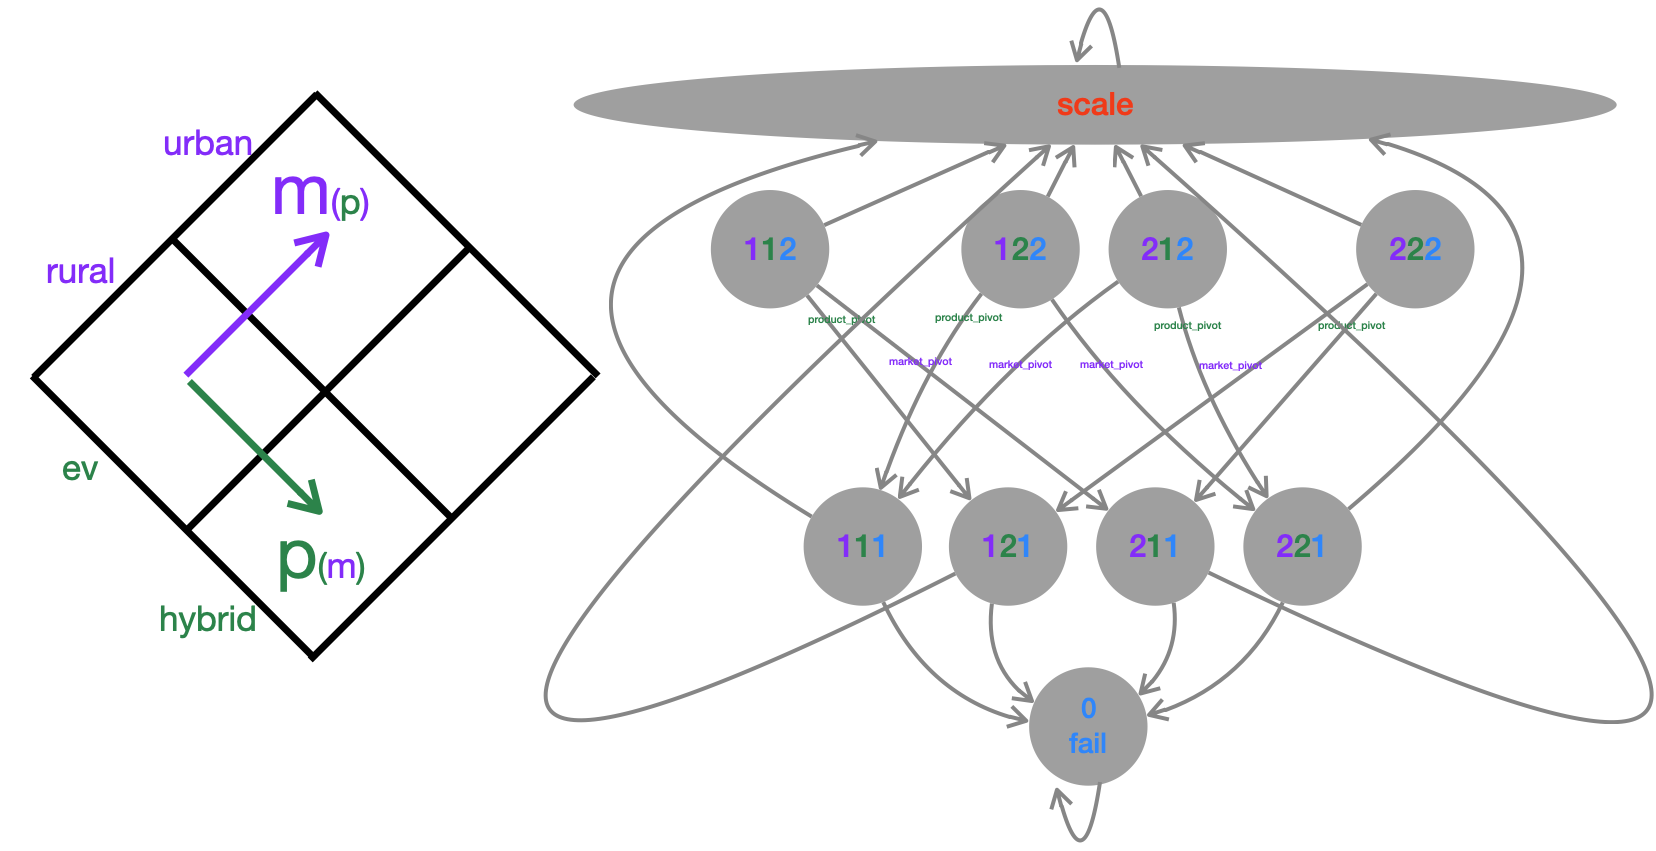 urban
m(p)
rural
ev
p(m)
hybrid
scale
112
122
212
222
product_pivot
product_pivot
product_pivot
product_pivot
market_pivot
market_pivot
market_pivot
market_pivot
111
121
211
221
0
fail